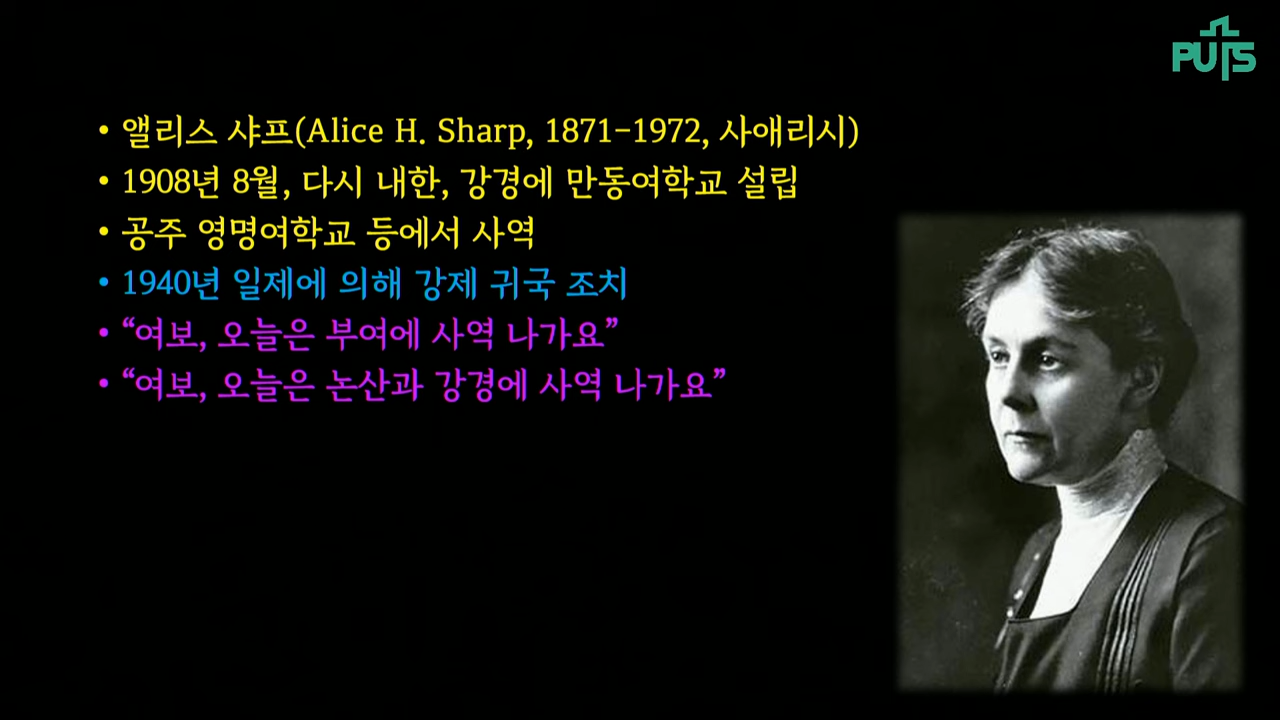 PUTS
• 앨리스 샤프(Alice H. Sharp, 1871-1972, 사애리시)
• 1908년 8월, 다시 내한, 강경에 만동여학교 설립
• 공주 영명여학교 등에서 사역
• 1940년 일제에 의해 강제 귀국 조치
• “여보, 오늘은 부여에 사역 나가요”
• “여보, 오늘은 논산과 강경에 사역 나가요”